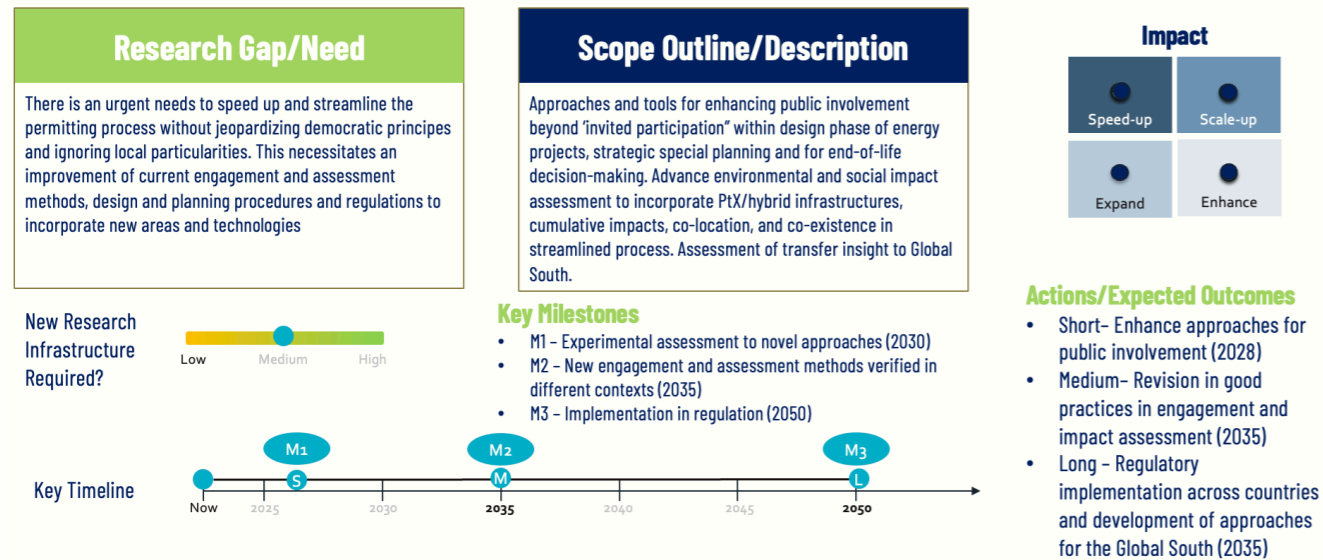 Research Gap/Need
There is an urgent needs to speed up and streamline the
permitting process without jeopardizing democratic principes
and ignoring local particularities. This necessitates an
improvement of current engagement and assessment
methods, design and planning procedures and regulations to
incorporate new areas and technologies
Scope Outline/Description
Approaches and tools for enhancing public involvement
beyond ‘invited participation” within design phase of energy
projects, strategic special planning and for end-of-life
decision-making. Advance environmental and social impact
assessment to incorporate PtX/hybrid infrastructures,
cumulative impacts, co-location, and co-existence in
streamlined process. Assessment of transfer insight to Global
South.
Impact
Speed-up
Scale-up
Expand
Enhance
New Research
Infrastructure
Required?
Low
Medium
High
Key Milestones
• M1 – Experimental assessment to novel approaches (2030)
• M2 – New engagement and assessment methods verified in
different contexts (2035)
• M3 – Implementation in regulation (2050)
Actions/Expected Outcomes
• Short– Enhance approaches for
public involvement (2028)
• Medium– Revision in good
practices in engagement and
impact assessment (2035)
• Long – Regulatory
implementation across countries
and development of approaches
for the Global South (2035)
Key Timeline
M1
M2
M3
S
M
L
Now
2025
2030
2035
2040
2045
2050